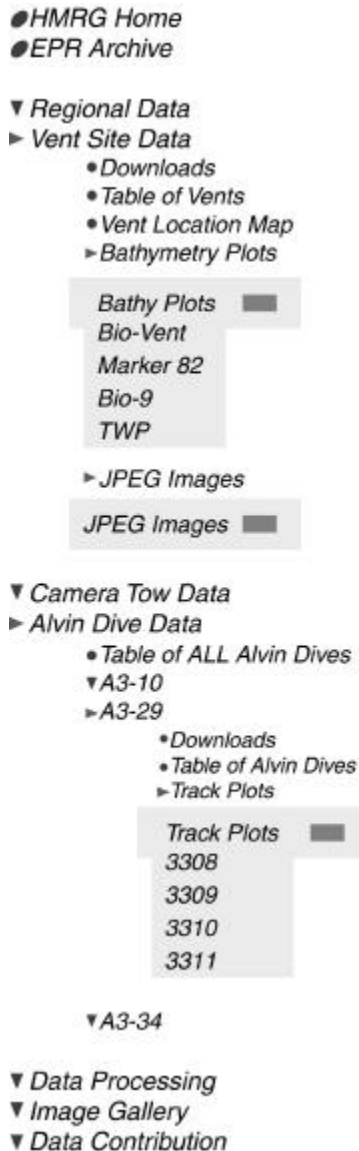 HMRG Home
EPR Archive
Regional Data
Vent Site Data
Downloads
Table of Vents
Vent Location Map
Bathymetry Plots
Bathy Plots
Bio-Vent
Marker 82
Bio-9
TWP
JPEG Images
JPEG Images
Camera Tow Data
Alvin Dive Data
Table of ALL Alvin Dives
A3-10
A3-29
Downloads
Table of Alvin Dives
Track Plots
Track Plots
3308
3309
3310
3311
A3-34
Data Processing
Image Gallery
Data Contribution